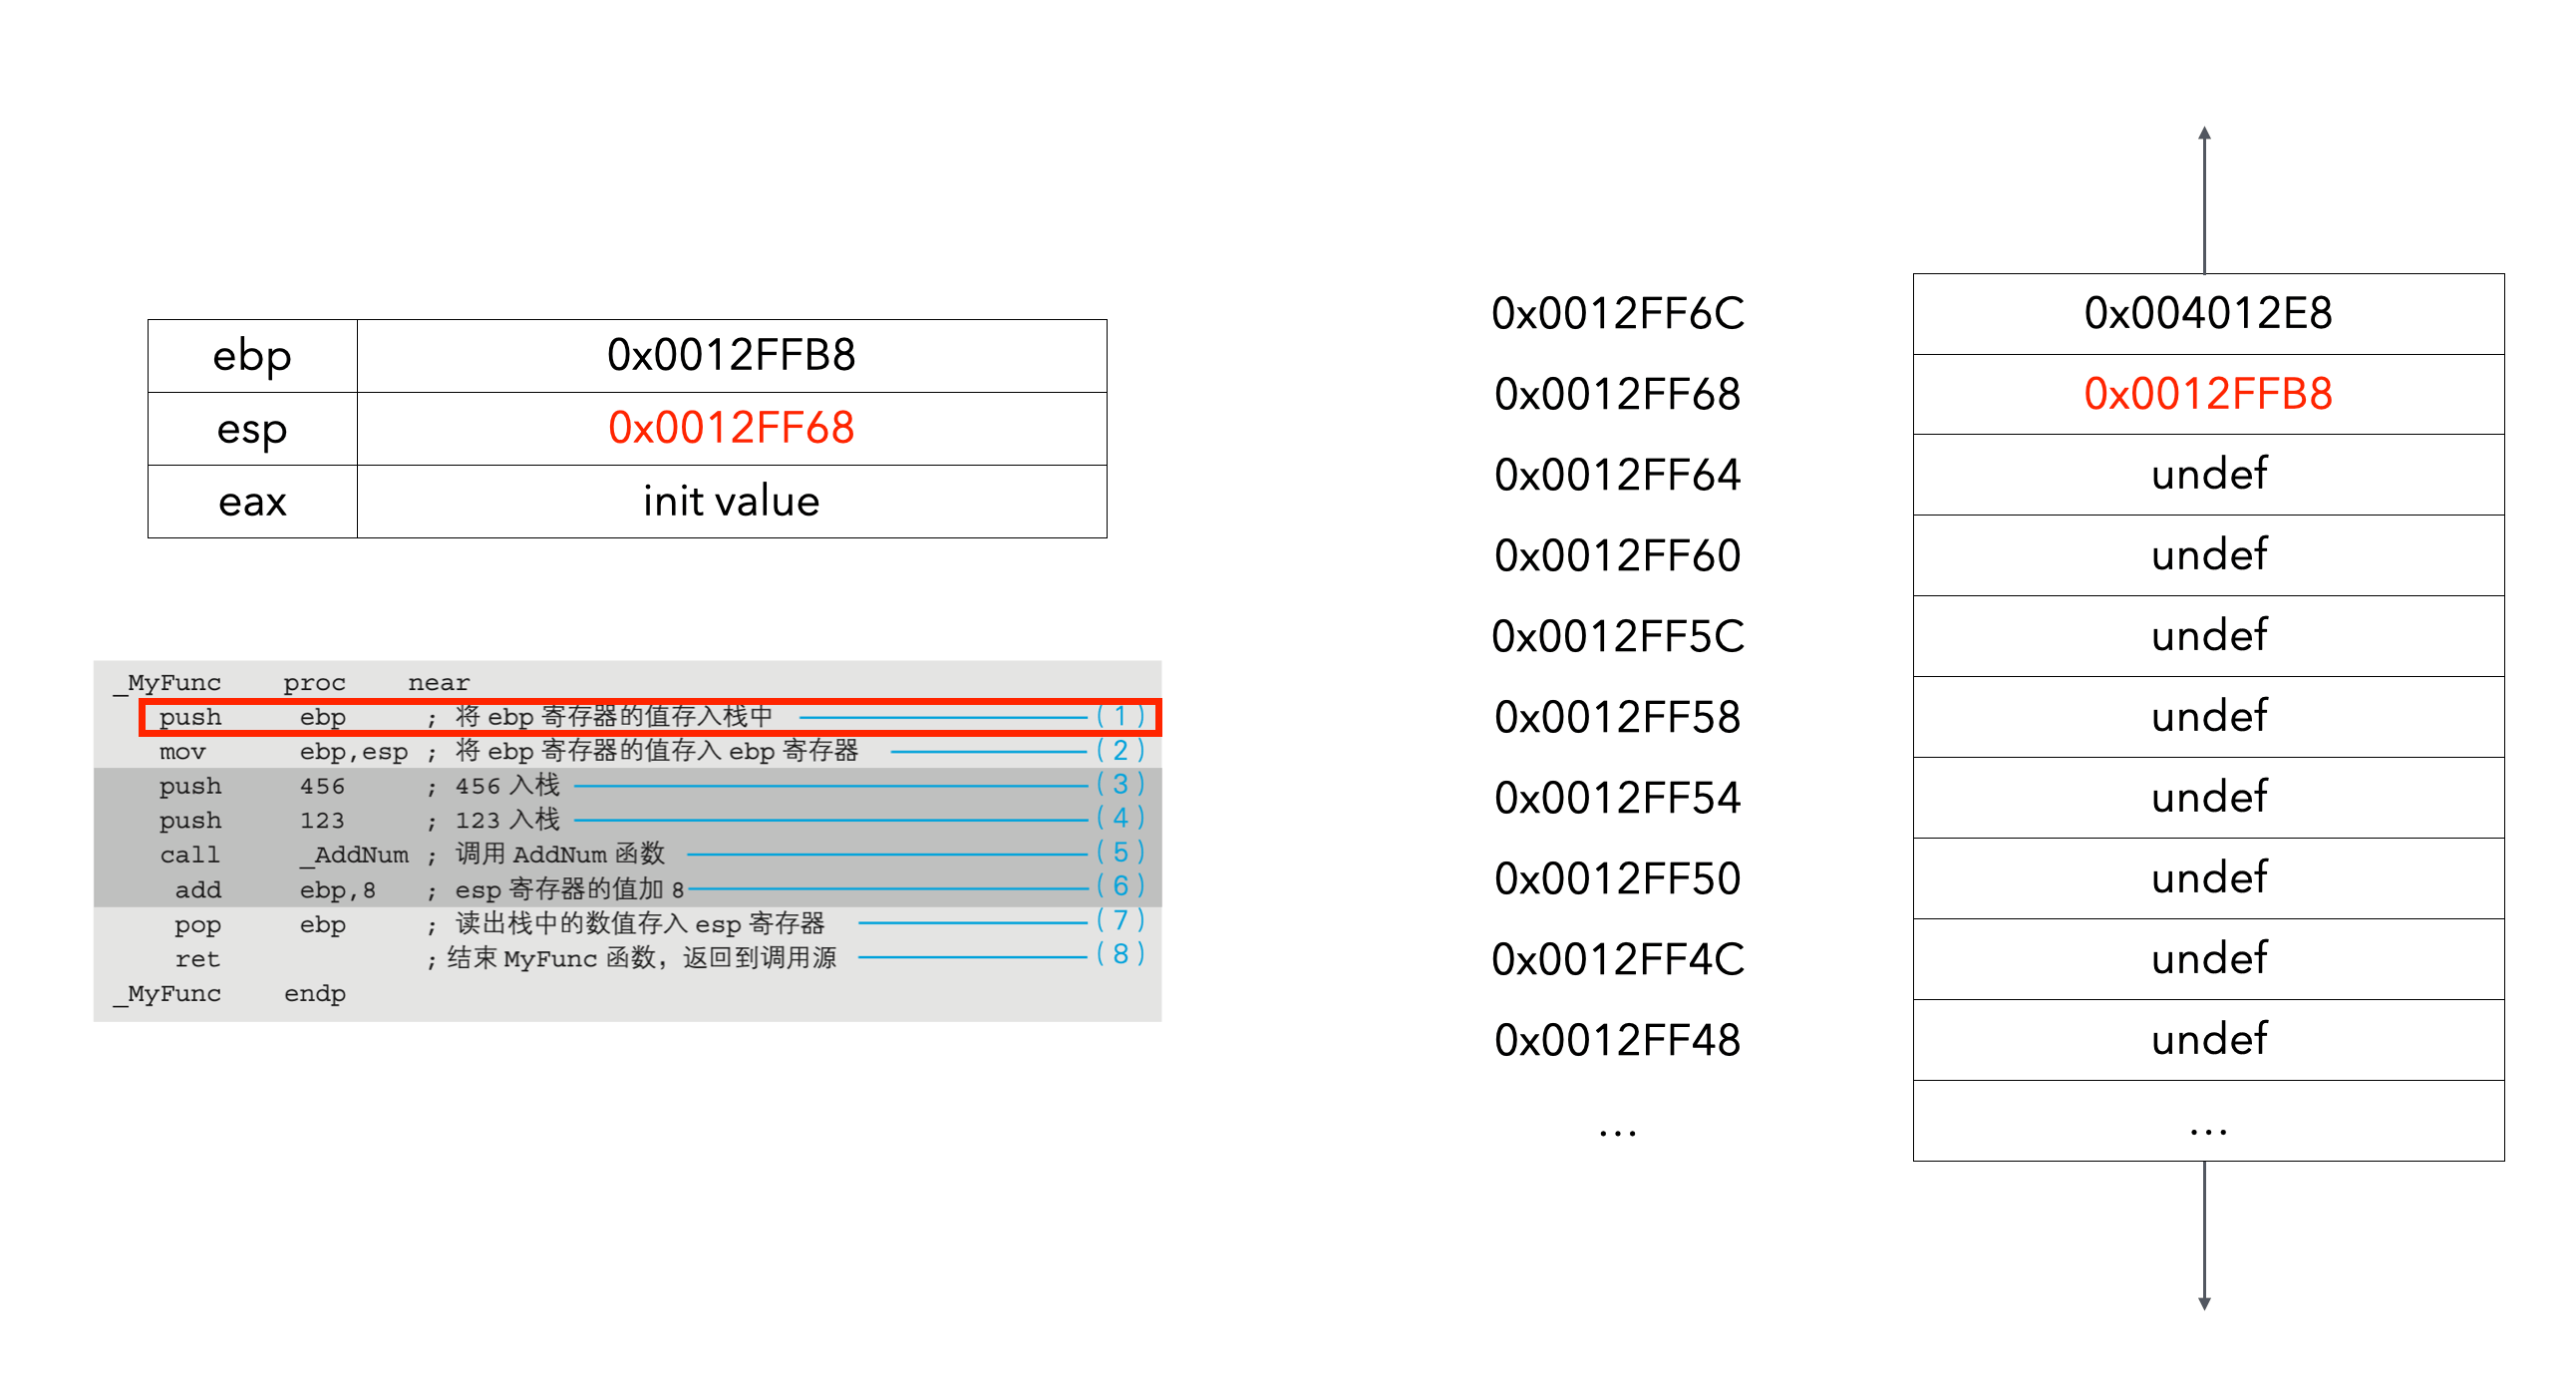 ebp 0x0012FFB8
esp 0x0012FF68
eax init value
_MyFunc proc near
push ebp ; 将 ebp 寄存器的值存入栈中 (1)
mov ebp,esp ; 将 ebp 寄存器的值存入 ebp 寄存器 (2)
push 456 ; 456 入栈 (3)
push 123 ; 123 入栈 (4)
call _AddNum ; 调用 AddNum 函数 (5)
add ebp,8 ; esp 寄存器的值加 8 (6)
pop ebp ; 读出栈中的数值存入 esp 寄存器 (7)
ret ; 结束 MyFunc 函数，返回到调用源 (8)
_MyFunc endp
0x0012FF6C 0x004012E8
0x0012FF68 0x0012FFB8
0x0012FF64 undef
0x0012FF60 undef
0x0012FF5C undef
0x0012FF58 undef
0x0012FF54 undef
0x0012FF50 undef
0x0012FF4C undef
0x0012FF48 undef
... ...